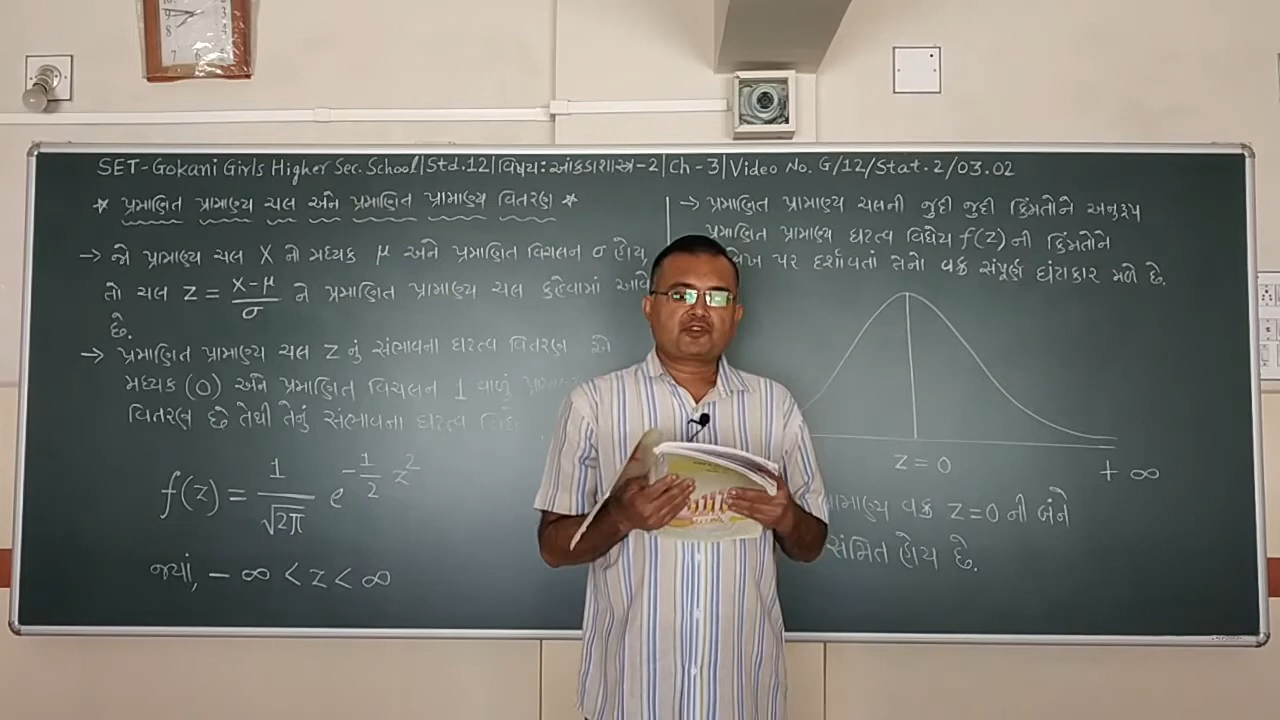 SET-Gokani Girls Higher Sec. School|Std.12|વિષય: આંકડાશાસ્ત્ર-2|Ch-3|Video No. G/12/Stat.2/03.02
* પ્રમાણિત પ્રામાણ્ય ચલ અને પ્રમાણિત પ્રામાણ્ય વિતરણ *
→ જો પ્રામાણ્ય ચલ X નો મધ્યક μ અને પ્રમાણિત વિચલન σ હોય,
તો ચલ Z = X-μ/σ ને પ્રમાણિત પ્રામાણ્ય ચલ કહેવામાં આવે
છે.
→ પ્રમાણિત પ્રામાણ્ય ચલ Z નું સંભાવના ઘટત્વ વિતરણ એ
મધ્યક (0) અને પ્રમાણિત વિચલન 1 વાળું
વિતરણ છે તેથી તેનું સંભાવના ઘટત્વ
f(z) = 1/√2π e^-1/2 z^2
જ્યાં, - ∞ < z < ∞
→ પ્રમાણિત પ્રામાણ્ય ચલની જુદી જુદી કિંમતોને અનુરૂપ
પ્રમાણિત પ્રામાણ્ય ઘટત્વ વિધેય f(z) ની કિંમતોને
પર દર્શાવતાં તેનો વક્ર સંપૂર્ણ ઘંટાકાર મળે છે.
Z = 0
+ ∞
વક્ર Z=0 ની બંને
સંમિત હોય છે.